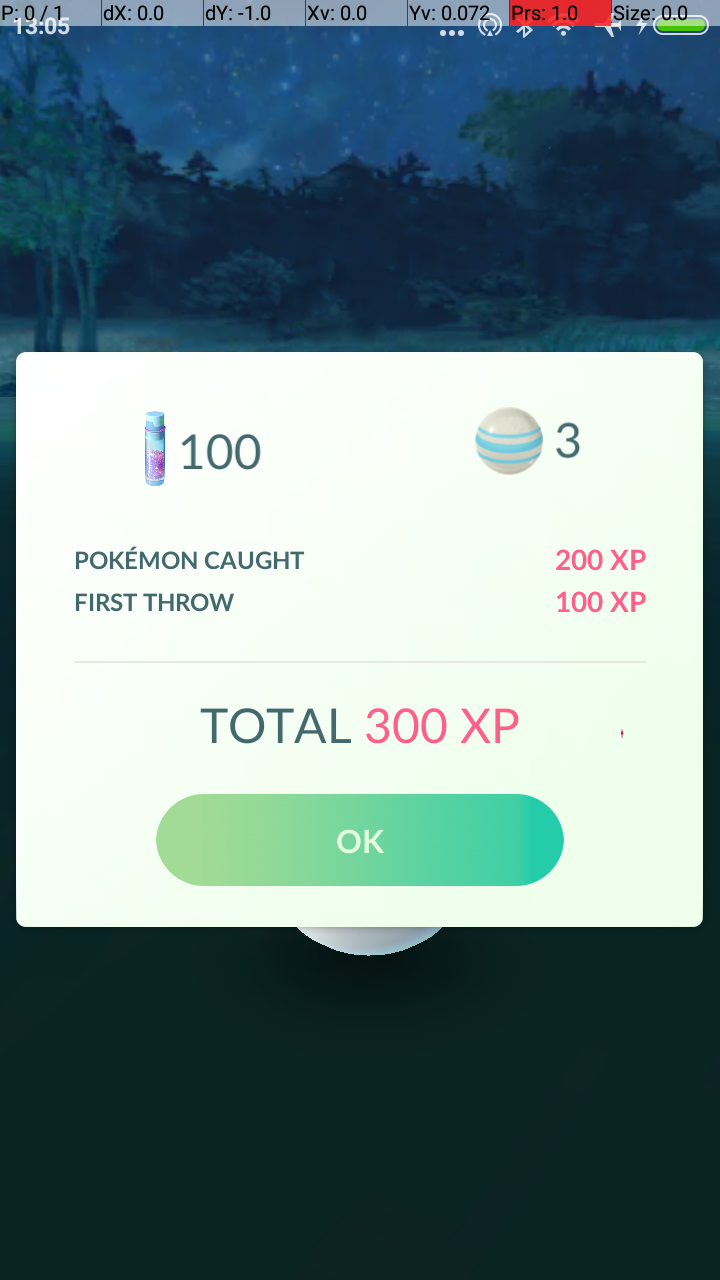 P: 0 / 1 dX: 0.0 dY: -1.0 Xv: 0.0 Yv: 0.072 Prs: 1.0 Size: 0.0
13:05
100 3
POKÉMON CAUGHT 200 XP
FIRST THROW 100 XP
TOTAL 300 XP
OK